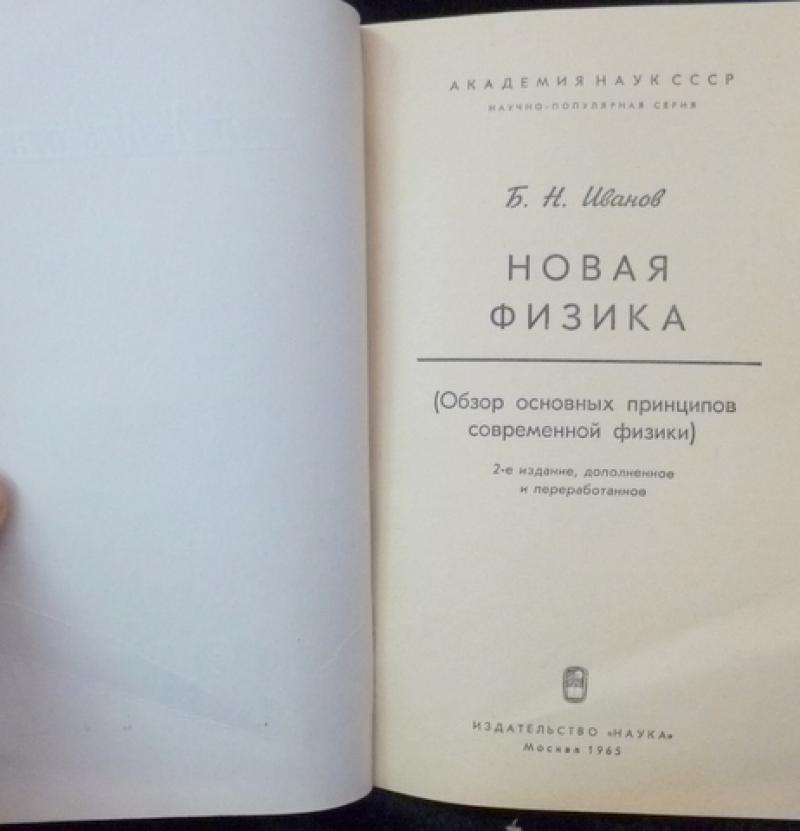 АКАДЕМИЯ НАУК СССР
НАУЧНО-ПОПУЛЯРНАЯ СЕРИЯ
Б. Н. Иванов
НОВАЯ
ФИЗИКА
(Обзор основных принципов
современной физики)
2-е издание, дополненное
и переработанное
ИЗДАТЕЛЬСТВО «НАУКА»
Москва 1965